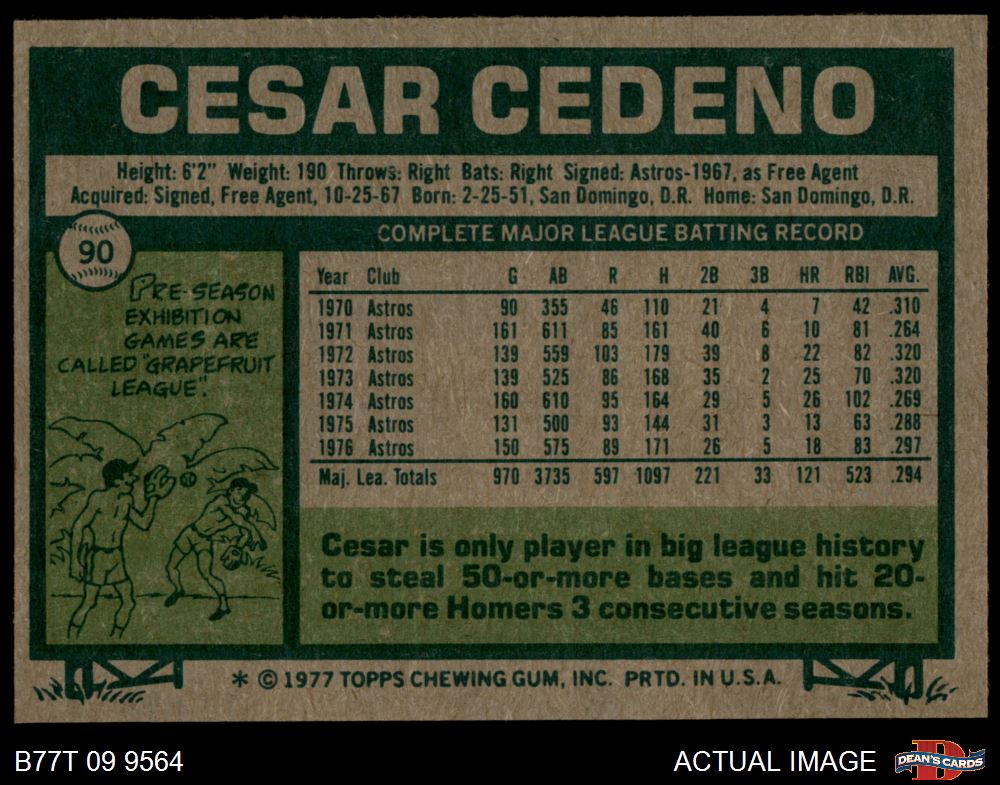 CESAR CEDENO
Height: 6'2" Weight: 190 Throws: Right Bats: Right Signed: Astros-1967, as Free Agent
Acquired: Signed, Free Agent, 10-25-67 Born: 2-25-51, San Domingo, D.R. Home: San Domingo, D.R.
90
PRE-SEASON
EXHIBITION
GAMES ARE
CALLED "GRAPEFRUIT
LEAGUE".
COMPLETE MAJOR LEAGUE BATTING RECORD
Year Club G AB R H 2B 3B HR RBI AVG.
1970 Astros 90 355 46 110 21 4 7 42 .310
1971 Astros 161 611 85 161 40 6 10 81 .264
1972 Astros 139 559 103 179 39 8 22 82 .320
1973 Astros 139 525 86 168 35 2 25 70 .320
1974 Astros 160 610 95 164 29 5 26 102 .269
1975 Astros 131 500 93 144 31 3 13 63 .288
1976 Astros 150 575 89 171 26 5 18 83 .297
Maj. Lea. Totals 970 3735 597 1097 221 33 121 523 .294
Cesar is only player in big league history
to steal 50-or-more bases and hit 20-
or-more Homers 3 consecutive seasons.
* © 1977 TOPPS CHEWING GUM, INC. PRTD. IN U.S.A.
B77T 09 9564
ACTUAL IMAGE
DEAN'S CARDS